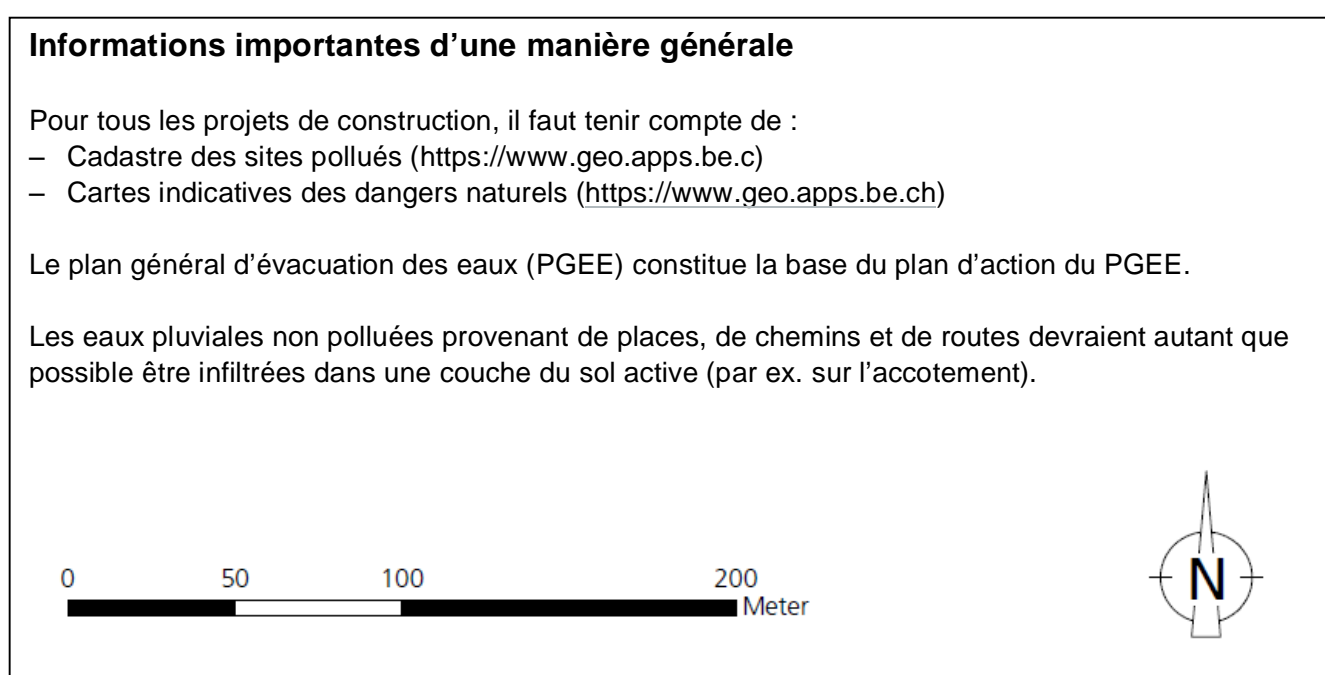 Informations importantes d’une manière générale
Pour tous les projets de construction, il faut tenir compte de :
– Cadastre des sites pollués (https://www.geo.apps.be.c)
– Cartes indicatives des dangers naturels (https://www.geo.apps.be.ch)
Le plan général d’évacuation des eaux (PGEE) constitue la base du plan d’action du PGEE.
Les eaux pluviales non polluées provenant de places, de chemins et de routes devraient autant que
possible être infiltrées dans une couche du sol active (par ex. sur l’accotement).
0 50 100 200
Meter
N